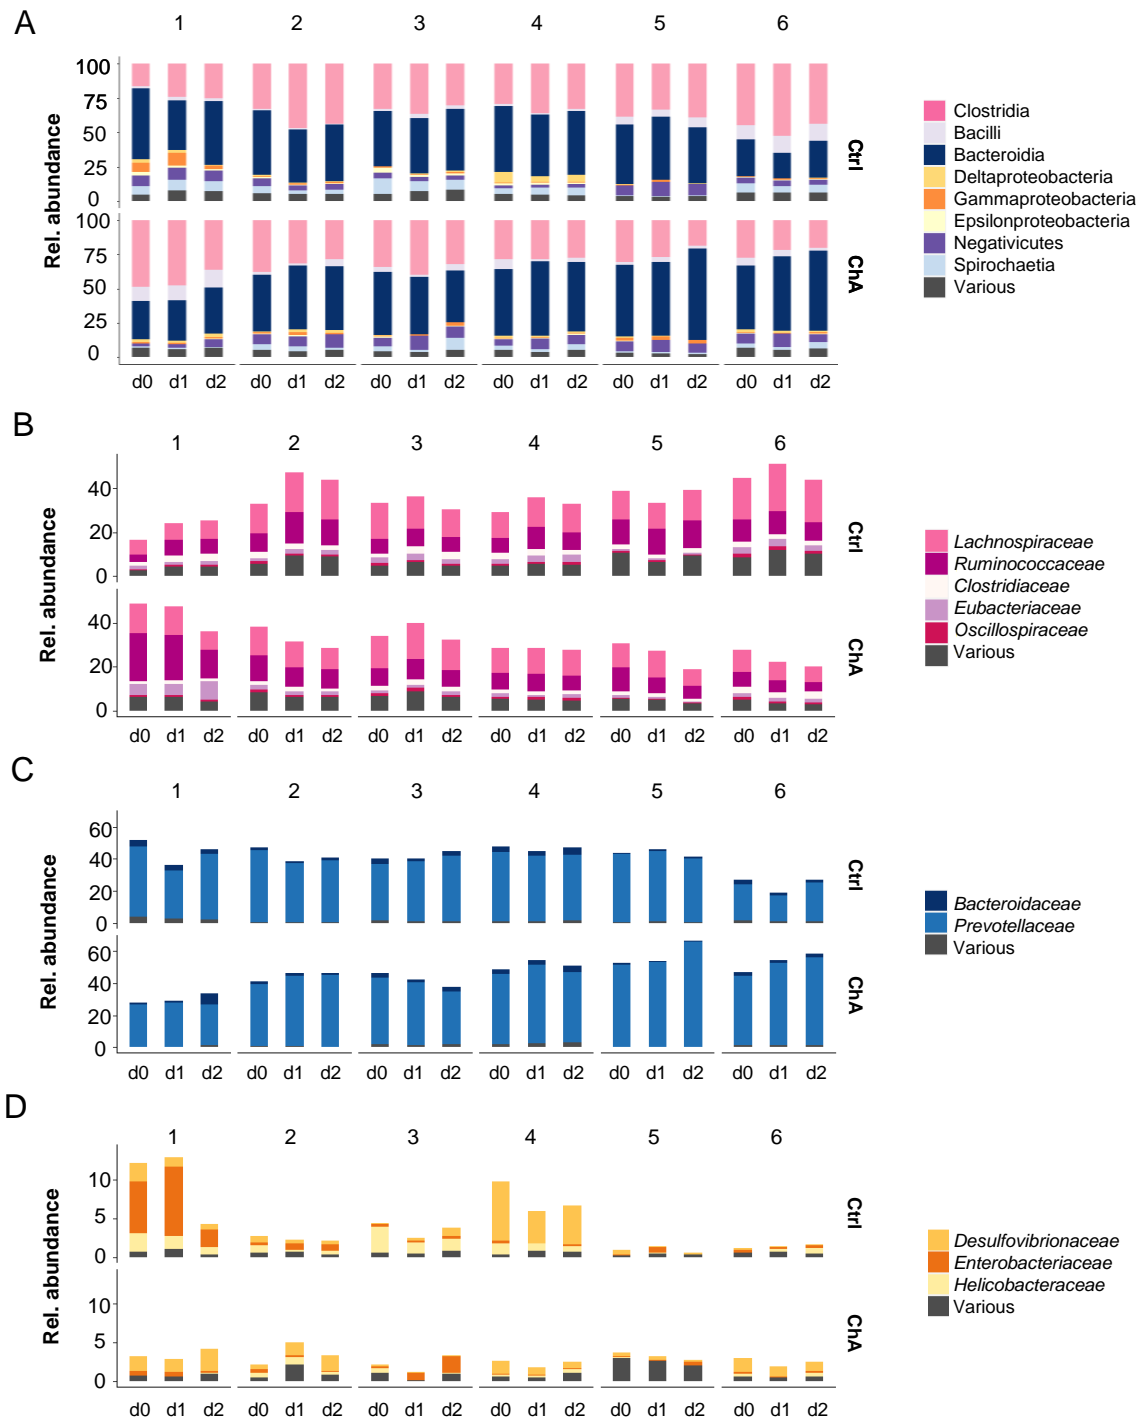 A
1 2 3 4 5 6
Rel. abundance
100
75
50
25
0
Ctrl
100
75
50
25
0
ChA
d0 d1 d2 d0 d1 d2 d0 d1 d2 d0 d1 d2 d0 d1 d2 d0 d1 d2
Clostridia
Bacilli
Bacteroidia
Deltaproteobacteria
Gammaproteobacteria
Epsilonproteobacteria
Negativicutes
Spirochaetia
Various
B
1 2 3 4 5 6
Rel. abundance
40
20
0
Ctrl
Rel. abundance
40
20
0
ChA
d0 d1 d2 d0 d1 d2 d0 d1 d2 d0 d1 d2 d0 d1 d2 d0 d1 d2
Lachnospiraceae
Ruminococcaceae
Clostridiaceae
Eubacteriaceae
Oscillospiraceae
Various
C
1 2 3 4 5 6
Rel. abundance
60
40
20
0
Ctrl
Rel. abundance
60
40
20
0
ChA
d0 d1 d2 d0 d1 d2 d0 d1 d2 d0 d1 d2 d0 d1 d2 d0 d1 d2
Bacteroidaceae
Prevotellaceae
Various
D
1 2 3 4 5 6
Rel. abundance
10
5
0
Ctrl
Rel. abundance
10
5
0
ChA
d0 d1 d2 d0 d1 d2 d0 d1 d2 d0 d1 d2 d0 d1 d2 d0 d1 d2
Desulfovibrionaceae
Enterobacteriaceae
Helicobacteraceae
Various